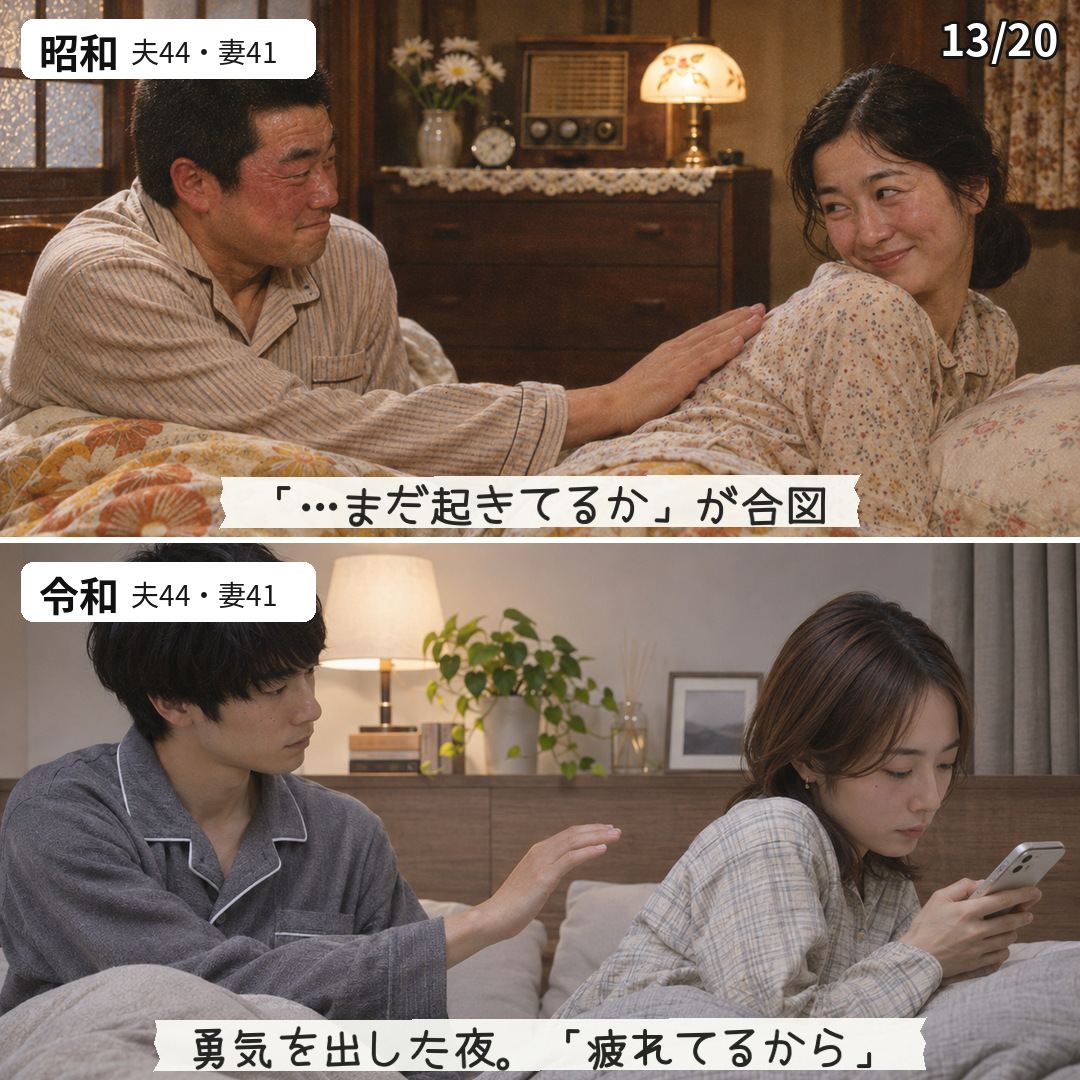 昭和 夫44・妻41
13/20
「…まだ起きてるか」が合図
令和 夫44・妻41
勇気を出した夜。「疲れてるから」